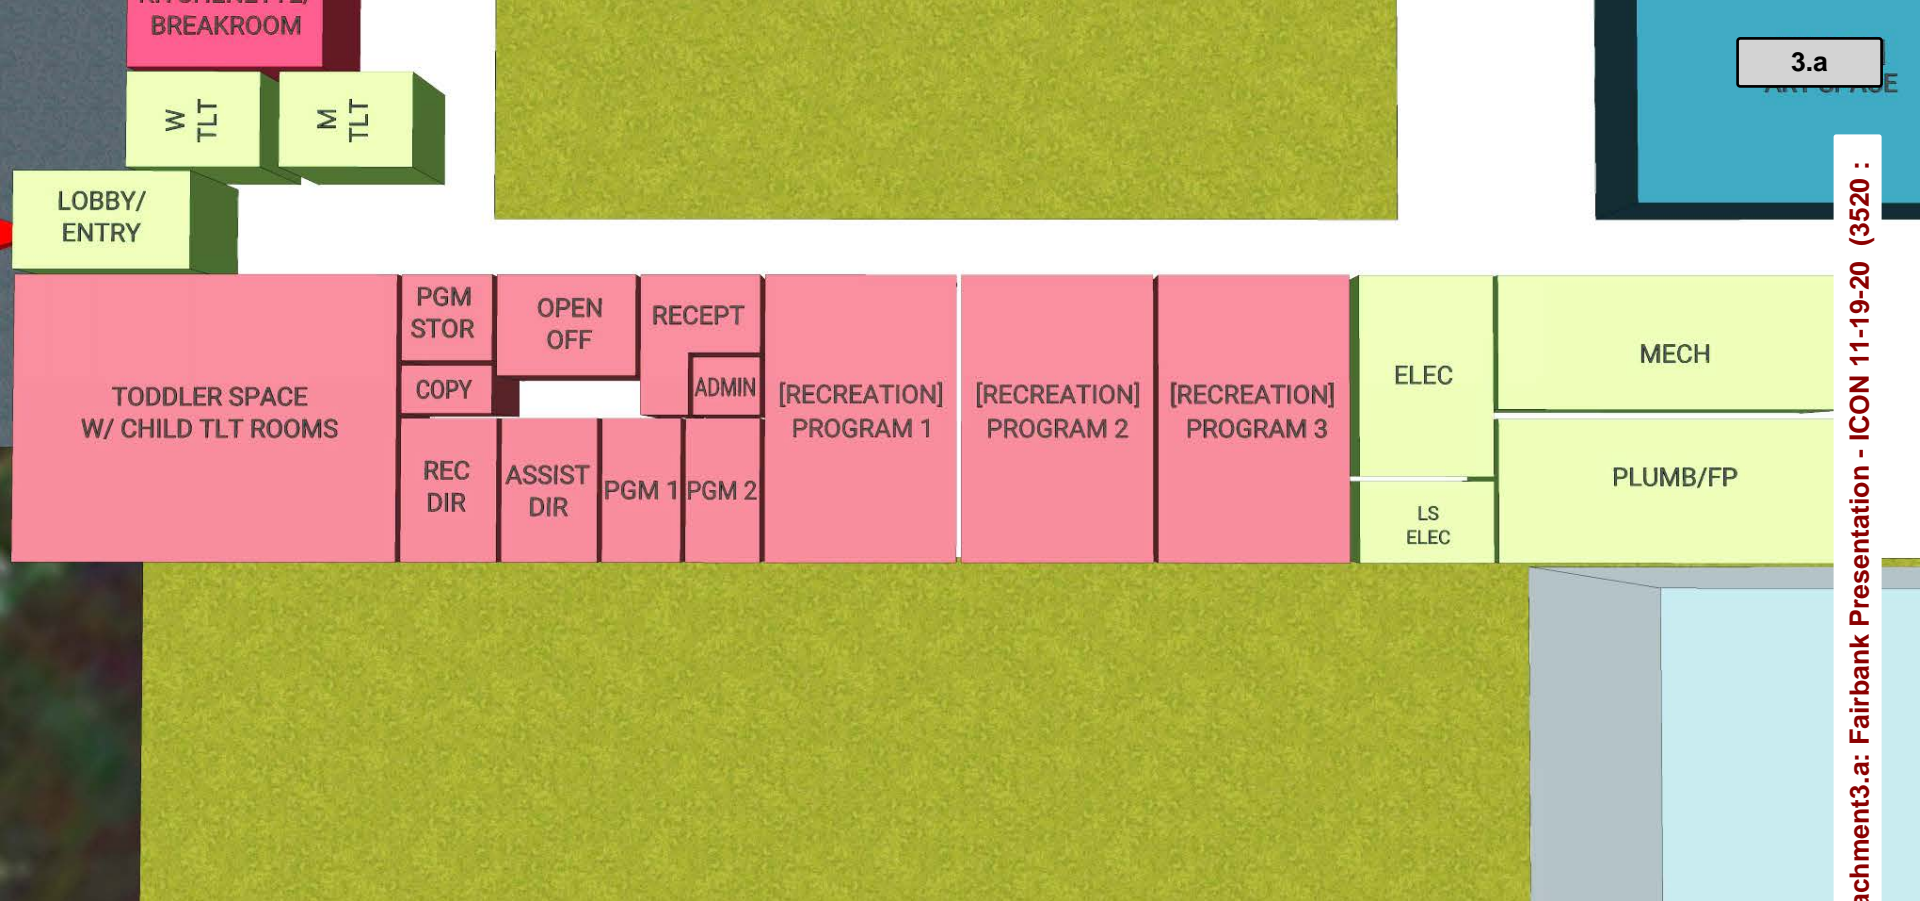 BREAKROOM
W
TLT
M
TLT
LOBBY/
ENTRY
3.a
TODDLER SPACE
W/ CHILD TLT ROOMS
PGM
STOR
COPY
OPEN
OFF
RECEPT
ADMIN
REC
DIR
ASSIST
DIR
PGM 1
PGM 2
[RECREATION]
PROGRAM 1
[RECREATION]
PROGRAM 2
[RECREATION]
PROGRAM 3
ELEC
LS
ELEC
MECH
PLUMB/FP
achment3.a: Fairbank Presentation - ICON 11-19-20 (3520 :